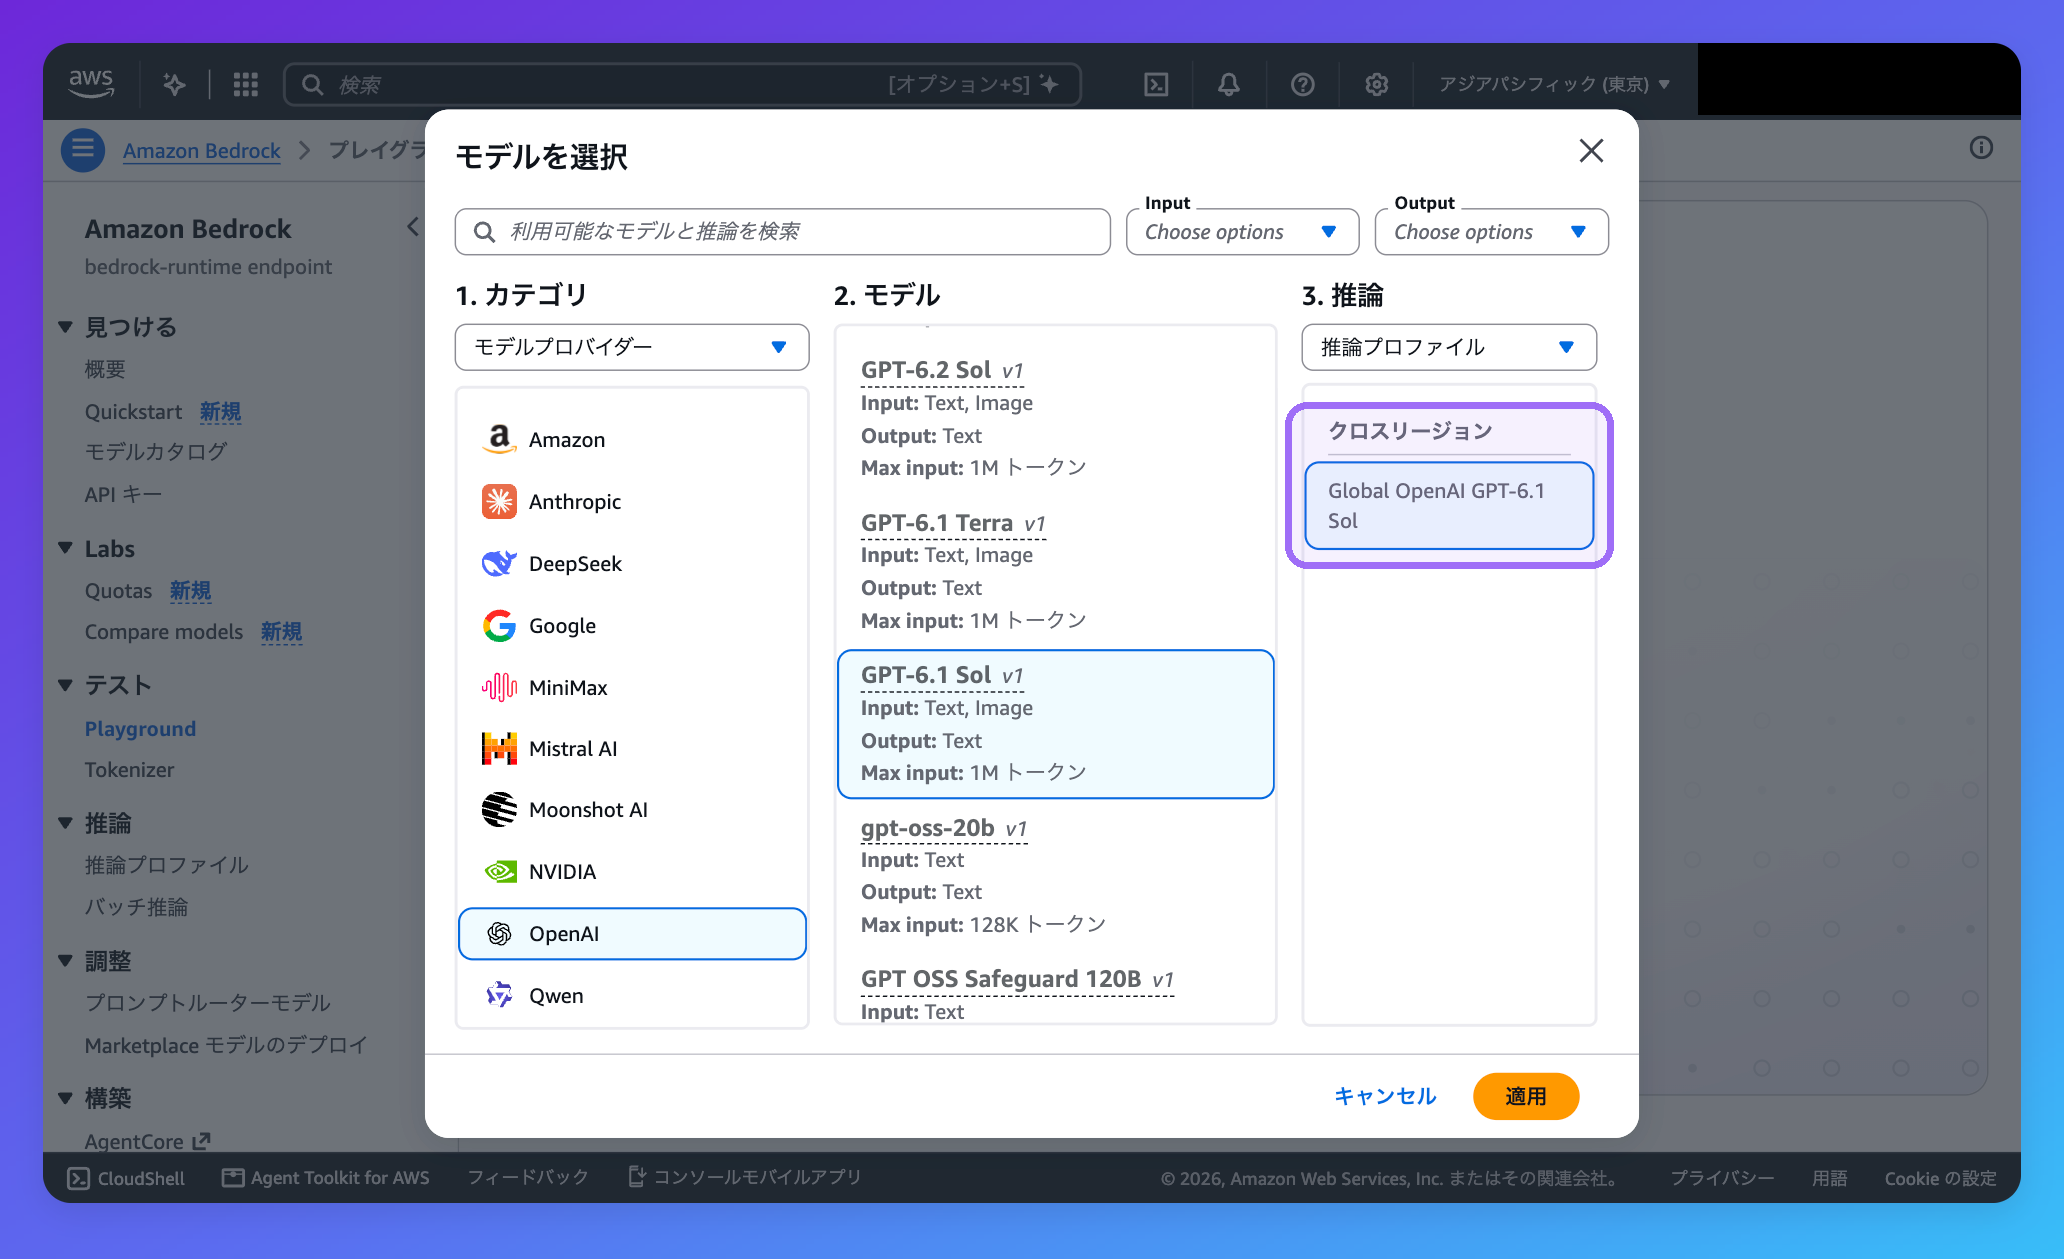 aws
検索
[オプション+S]
アジアパシフィック (東京)
Amazon Bedrock
プレイグラ
Amazon Bedrock
bedrock-runtime endpoint
見つける
概要
Quickstart 新規
モデルカタログ
API キー
Labs
Quotas 新規
Compare models 新規
テスト
Playground
Tokenizer
推論
推論プロファイル
バッチ推論
調整
プロンプトルーターモデル
Marketplace モデルのデプロイ
構築
AgentCore
モデルを選択
利用可能なモデルと推論を検索
Input
Choose options
Output
Choose options
1. カテゴリ
モデルプロバイダー
Amazon
Anthropic
DeepSeek
Google
MiniMax
Mistral AI
Moonshot AI
NVIDIA
OpenAI
Qwen
2. モデル
GPT-6.2 Sol v1
Input: Text, Image
Output: Text
Max input: 1M トークン
GPT-6.1 Terra v1
Input: Text, Image
Output: Text
Max input: 1M トークン
GPT-6.1 Sol v1
Input: Text, Image
Output: Text
Max input: 1M トークン
gpt-oss-20b v1
Input: Text
Output: Text
Max input: 128K トークン
GPT OSS Safeguard 120B v1
Input: Text
3. 推論
推論プロファイル
クロスリージョン
Global OpenAI GPT-6.1
Sol
キャンセル
適用
CloudShell
Agent Toolkit for AWS
フィードバック
コンソールモバイルアプリ
© 2026, Amazon Web Services, Inc. またはその関連会社。
プライバシー
用語
Cookie の設定